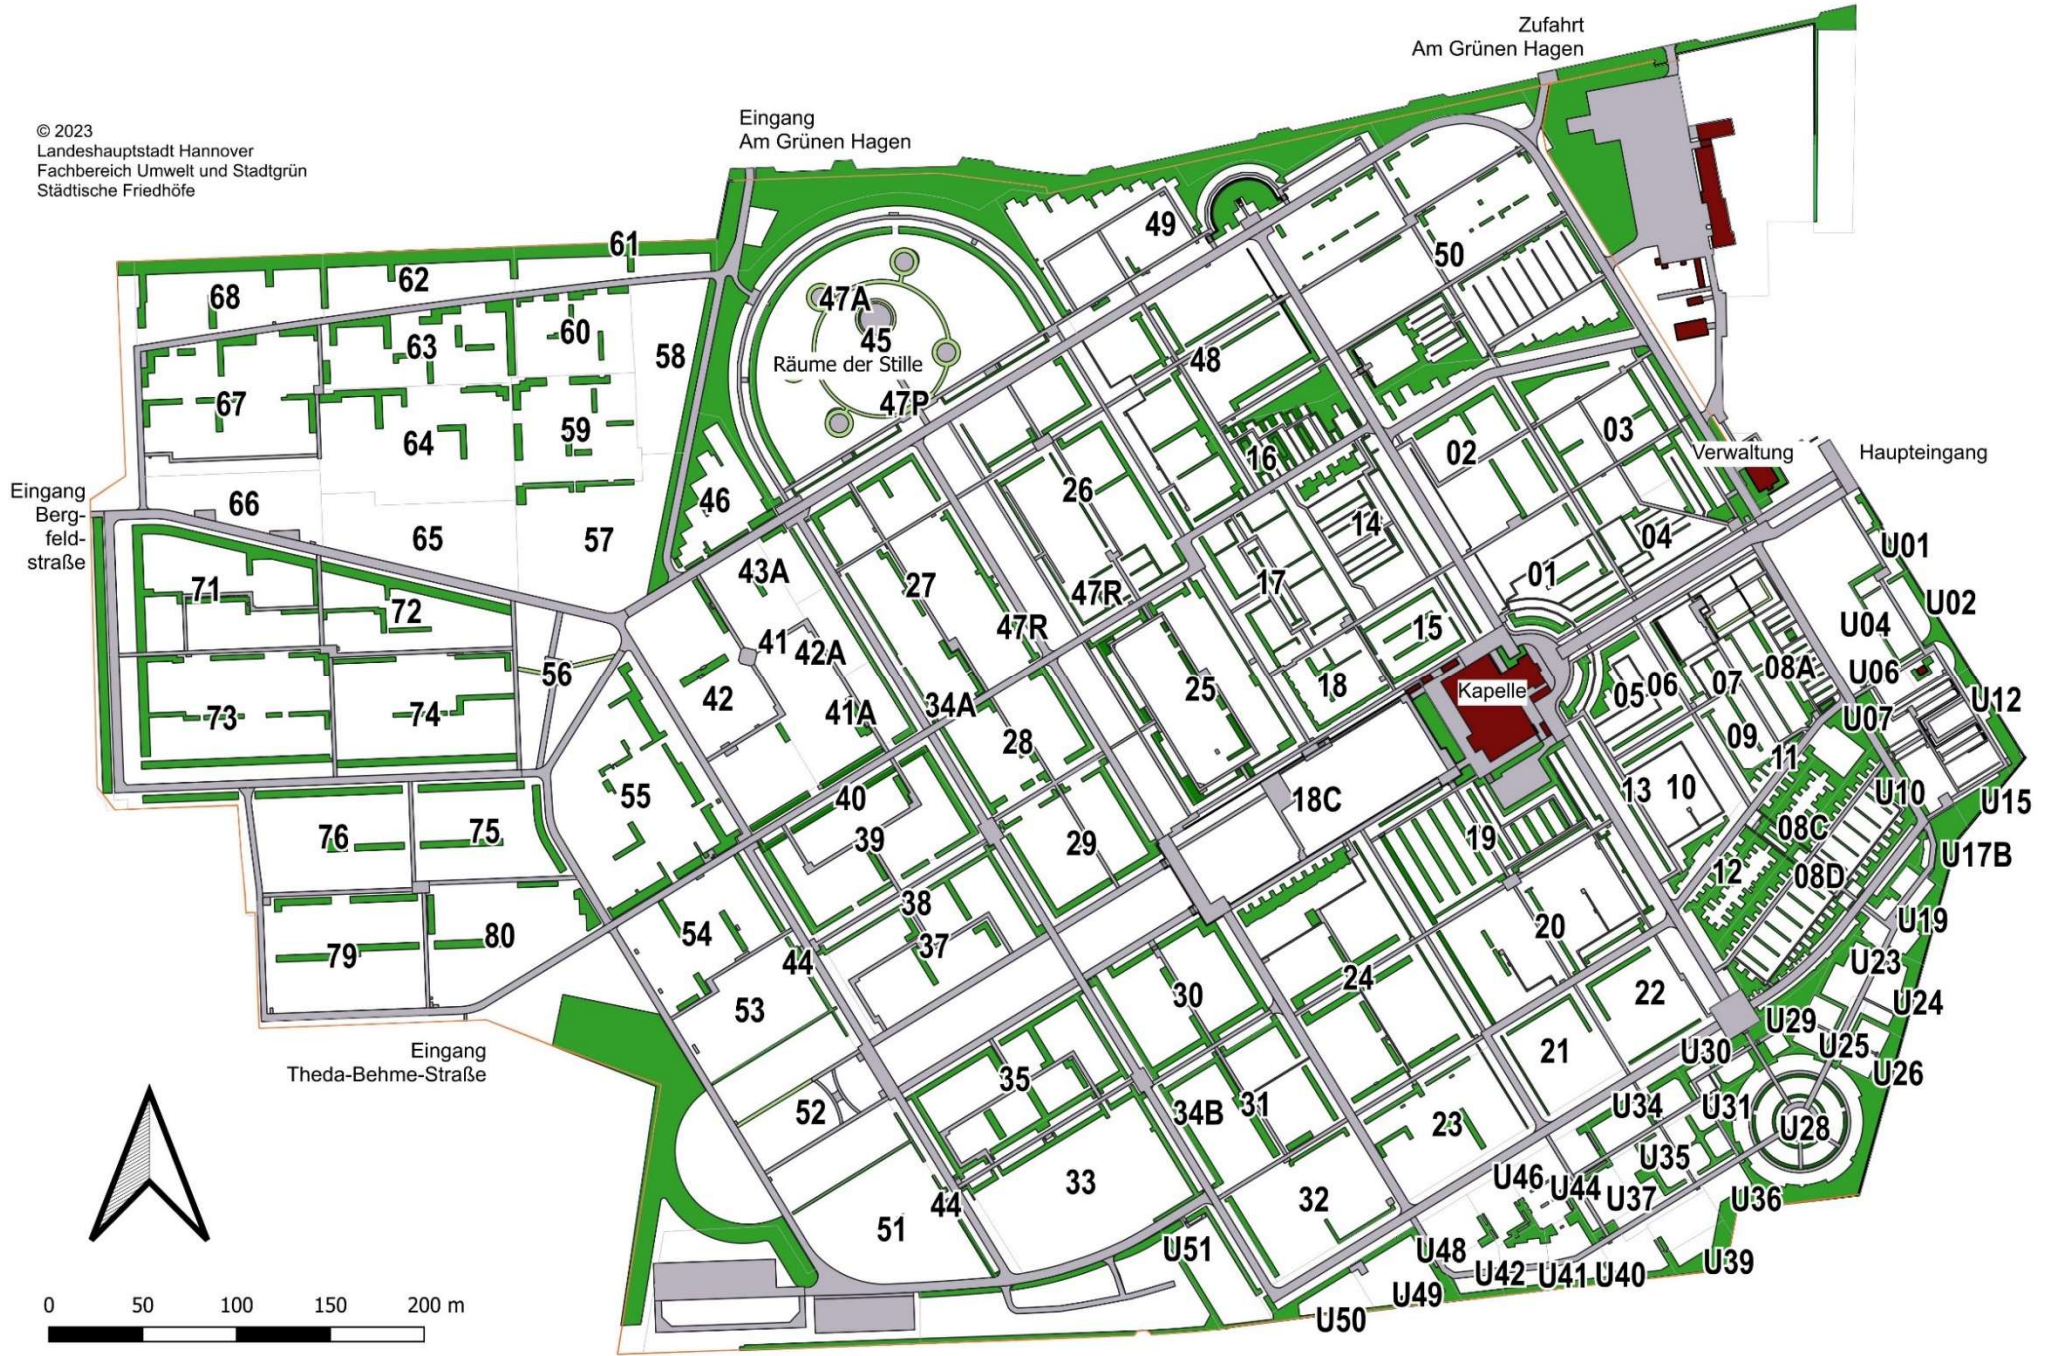 Zufahrt
Am Grünen Hagen
© 2023
Landeshauptstadt Hannover
Fachbereich Umwelt und Stadtgrün
Städtische Friedhöfe
Eingang
Am Grünen Hagen
61
62
68
49
50
47A
45
Räume der Stille
47P
60
63
58
48
67
64
59
03
02
Verwaltung
Haupteingang
16
26
46
66
65
57
Eingang
Berg-
feld-
straße
14
04
U01
43A
27
47R
17
01
71
72
U02
U04
47R
15
41
42A
56
42
18
25
Kapelle
05
06
07
08A
U06
U12
73
74
41A
34A
28
09
U07
11
55
40
18C
13
10
U10
U15
76
75
39
29
19
08C
U17B
12
08D
38
54
37
20
U19
79
80
44
24
U23
53
30
22
U24
U29
Eingang
Theda-Behme-Straße
21
U30
U25
U26
35
52
34B
31
23
U34
U31
U28
U35
33
32
U46
U44
U37
U36
44
51
U51
U48
U42
U41
U40
U39
U49
U50
0 50 100 150 200 m